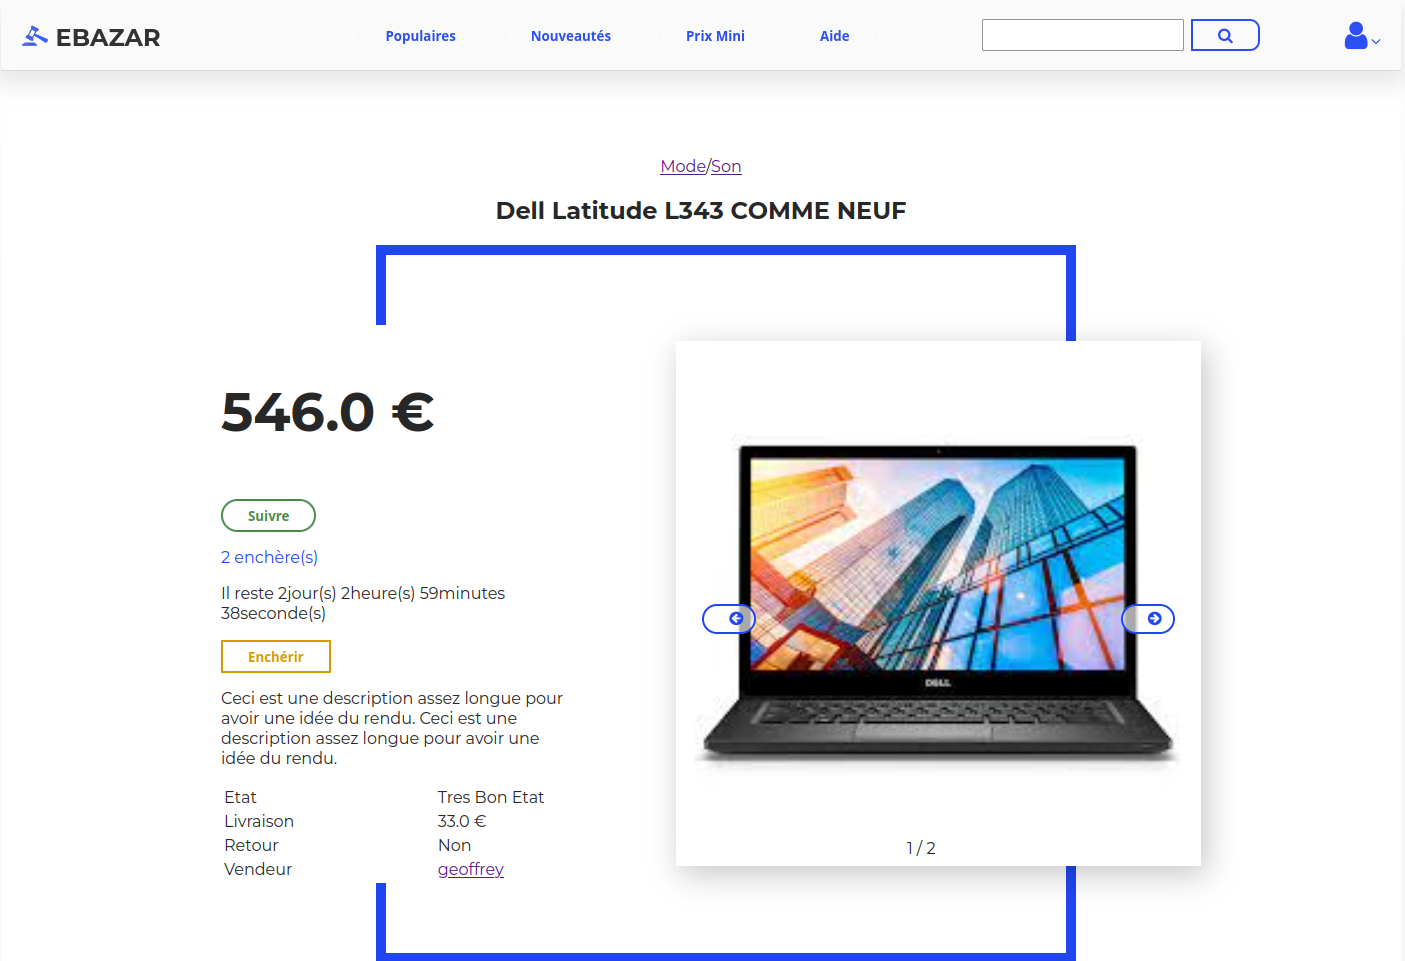 EBAZAR
Populaires
Nouveautés
Prix Mini
Aide
Mode/Son
Dell Latitude L343 COMME NEUF
546.0 €
Suivre
2 enchère(s)
Il reste 2jour(s) 2heure(s) 59minutes
38seconde(s)
Enchérir
Ceci est une description assez longue pour
avoir une idée du rendu. Ceci est une
description assez longue pour avoir une
idée du rendu.
Etat Tres Bon Etat
Livraison 33.0 €
Retour Non
Vendeur geoffrey
DELL
1 / 2